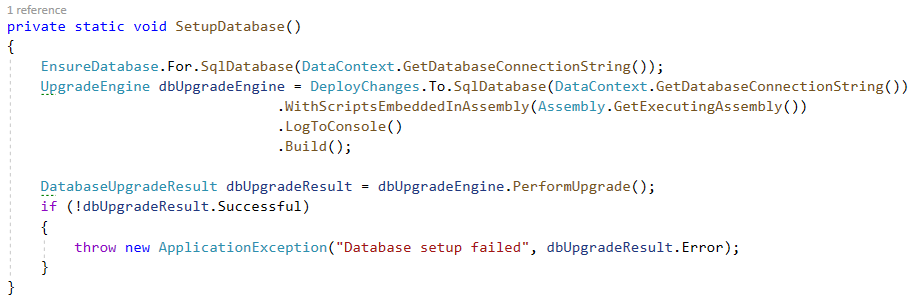 1 reference
private static void SetupDatabase()
{
    EnsureDatabase.For.SqlDatabase(DataContext.GetDatabaseConnectionString());
    UpgradeEngine dbUpgradeEngine = DeployChanges.To.SqlDatabase(DataContext.GetDatabaseConnectionString())
                                .WithScriptsEmbeddedInAssembly(Assembly.GetExecutingAssembly())
                                .LogToConsole()
                                .Build();

    DatabaseUpgradeResult dbUpgradeResult = dbUpgradeEngine.PerformUpgrade();
    if (!dbUpgradeResult.Successful)
    {
        throw new ApplicationException("Database setup failed", dbUpgradeResult.Error);
    }
}